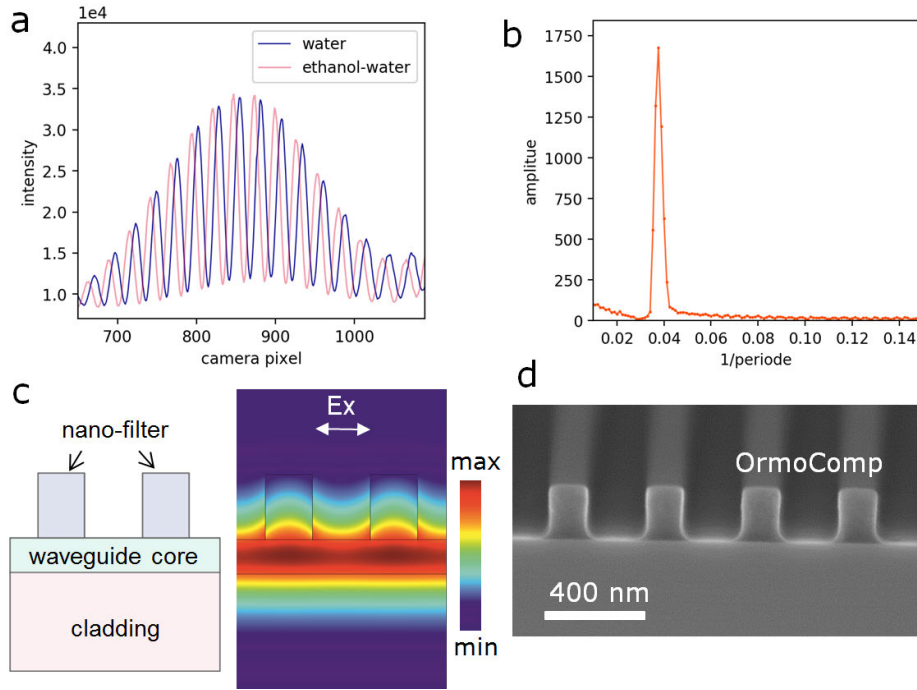 a
1e4
water
ethanol-water
4.0
3.5
3.0
2.5
2.0
1.5
1.0
intensity
700 800 900 1000
camera pixel
b
1750
1500
1250
1000
750
500
250
0
amplitue
0.02 0.04 0.06 0.08 0.10 0.12 0.14
1/periode
c
nano-filter
waveguide core
cladding
Ex
max
min
d
OrmoComp
400 nm